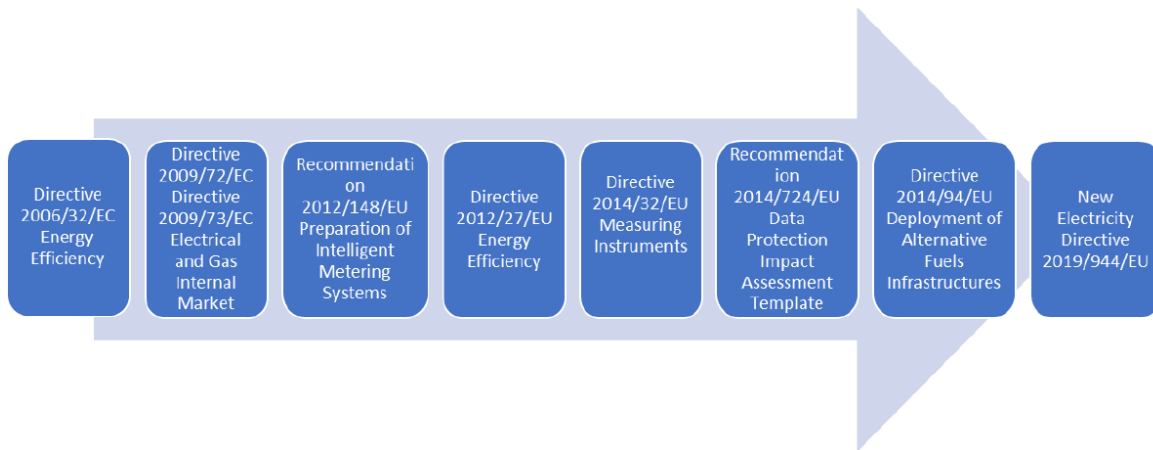 Directive
2006/32/EC
Energy
Efficiency
Directive
2009/72/EC
Directive
2009/73/EC
Electrical
and Gas
Internal
Market
Recommendati
on
2012/148/EU
Preparation of
Intelligent
Metering
Systems
Directive
2012/27/EU
Energy
Efficiency
Directive
2014/32/EU
Measuring
Instruments
Recommendat
ion
2014/724/EU
Data
Protection
Impact
Assessment
Template
Directive
2014/94/EU
Deployment of
Alternative
Fuels
Infrastructures
New
Electricity
Directive
2019/944/EU